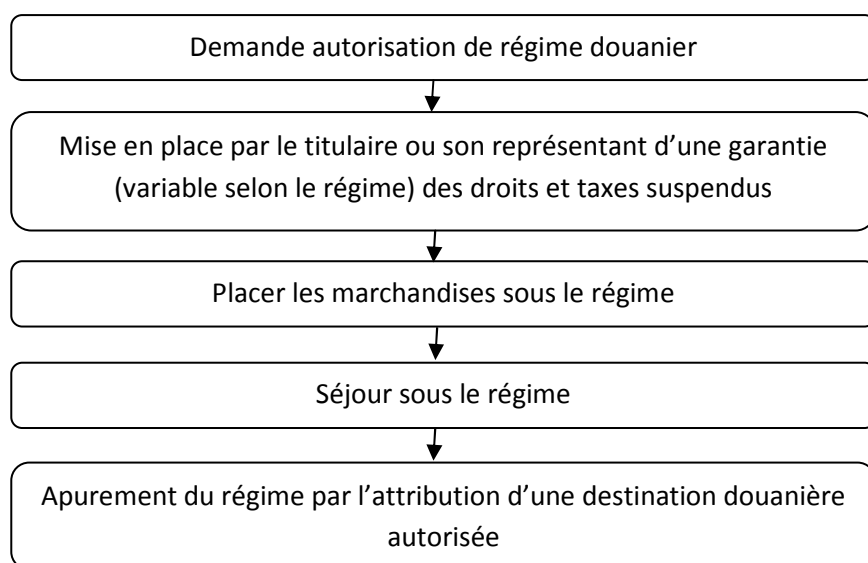 Demande autorisation de régime douanier
Mise en place par le titulaire ou son représentant d’une garantie
(variable selon le régime) des droits et taxes suspendus
Placer les marchandises sous le régime
Séjour sous le régime
Apurement du régime par l’attribution d’une destination douanière
autorisée